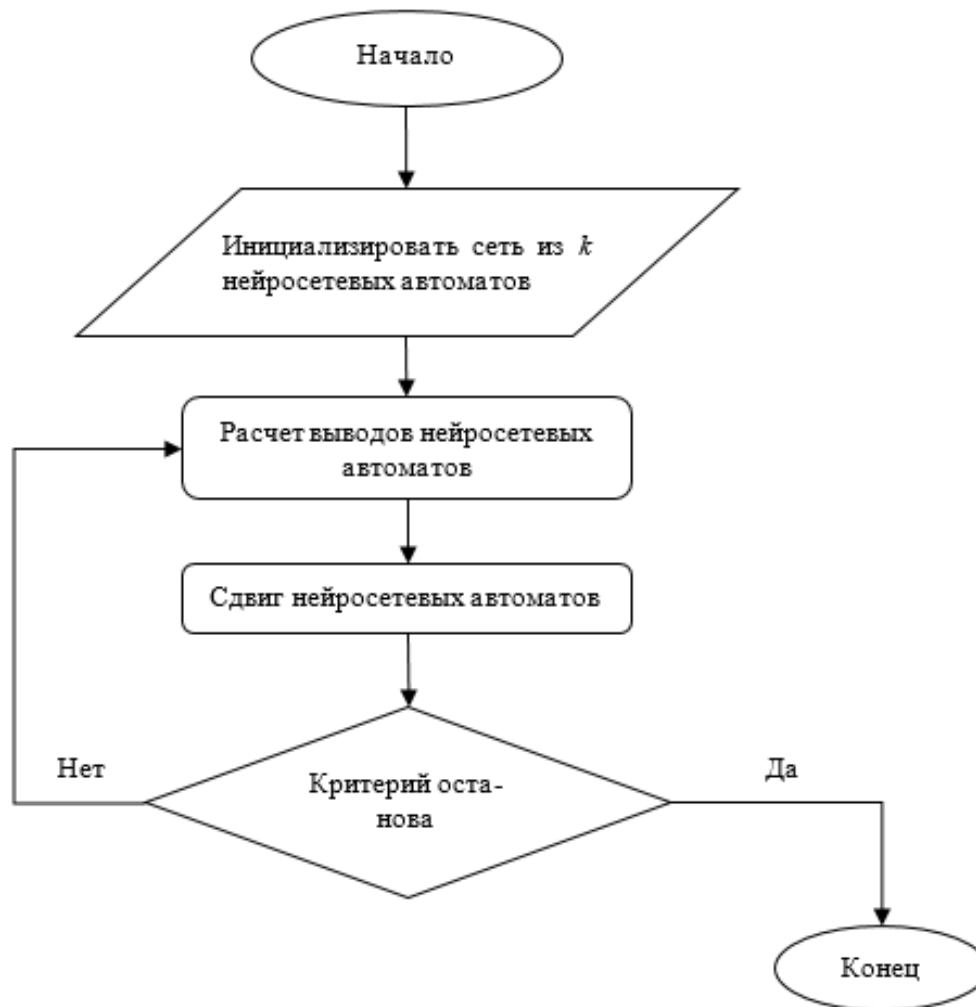 Начало
Инициализировать сеть из k
нейросетевых автоматов
Расчет выводов нейросетевых
автоматов
Сдвиг нейросетевых автоматов
Нет
Да
Критерий оста-
нова
Конец